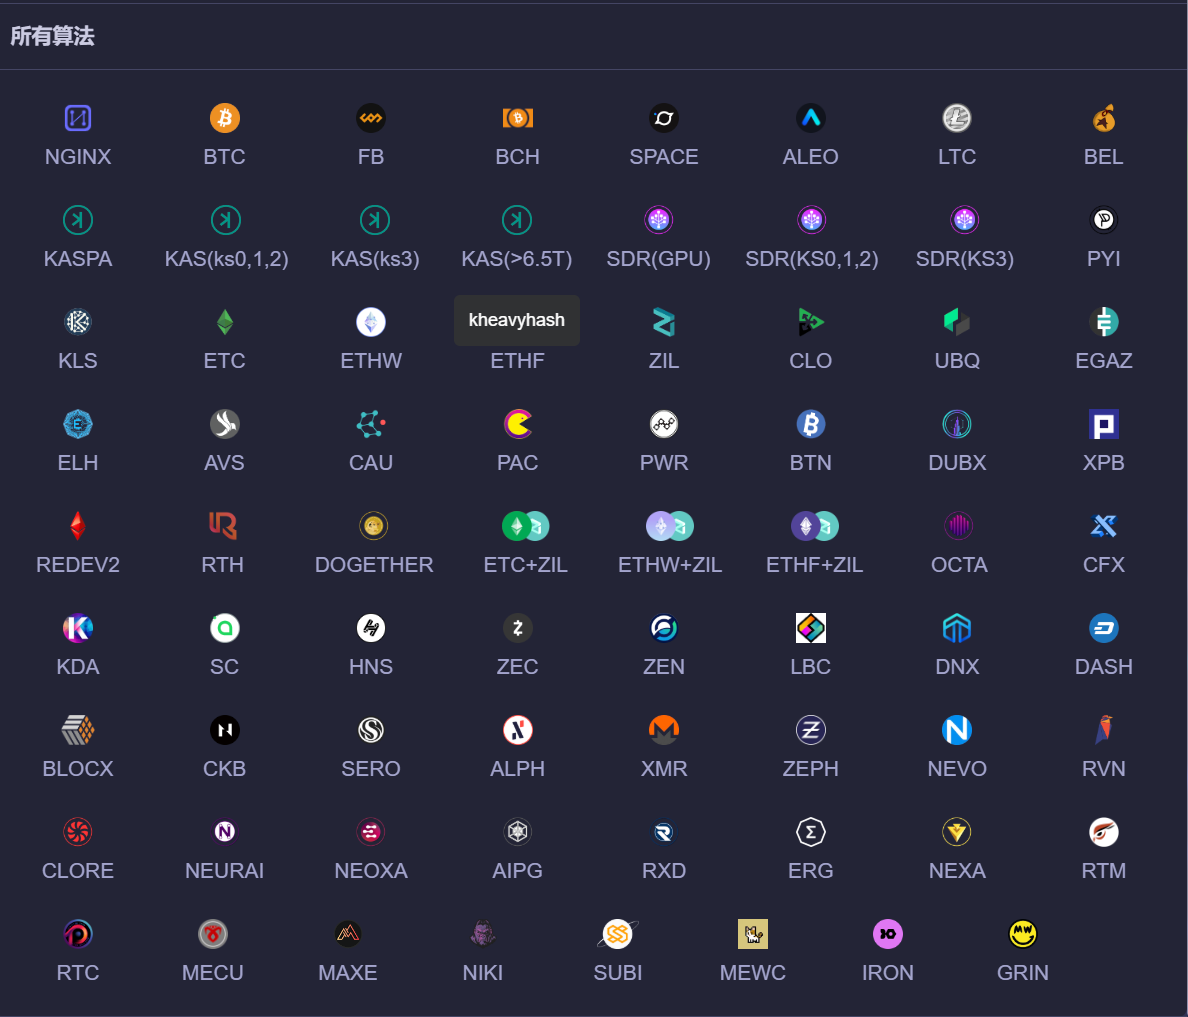 所有算法
NGINX BTC FB BCH SPACE ALEO LTC BEL
KASPA KAS(ks0,1,2) KAS(ks3) KAS(>6.5T) SDR(GPU) SDR(KS0,1,2) SDR(KS3) PYI
kheavyhash
KLS ETC ETHW ETHF ZIL CLO UBQ EGAZ
ELH AVS CAU PAC PWR BTN DUBX XPB
REDEV2 RTH DOGETHER ETC+ZIL ETHW+ZIL ETHF+ZIL OCTA CFX
KDA SC HNS ZEC ZEN LBC DNX DASH
BLOCX CKB SERO ALPH XMR ZEPH NEVO RVN
CLORE NEURAI NEOXA AIPG RXD ERG NEXA RTM
RTC MECU MAXE NIKI SUBI MEWC IRON GRIN